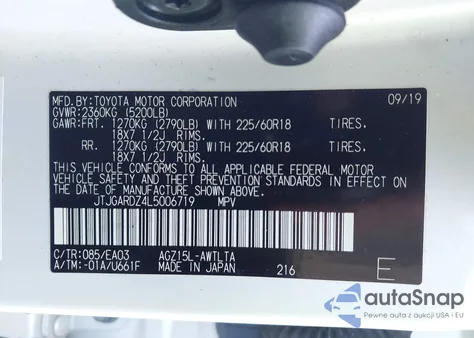 MFD.BY:TOYOTA MOTOR CORPORATION 09/19
GVWR:2360KG (5200LB)
GAWR:FRT. 1270KG (2790LB) WITH 225/60R18 TIRES.
18X7 1/2J RIMS.
RR. 1270KG (2790LB) WITH 225/60R18 TIRES.
18X7 1/2J RIMS.
THIS VEHICLE CONFORMS TO ALL APPLICABLE FEDERAL MOTOR
VEHICLE SAFETY AND THEFT PREVENTION STANDARDS IN EFFECT ON
THE DATE OF MANUFACTURE SHOWN ABOVE.
JTJGARDZ4L5006719 MPV
C/TR:085/EA03 AGZ15L-AWTLTA
A/TM:-01A/U661F MADE IN JAPAN 216 E
autoSnap
Pewne auta z aukcji USA i EU